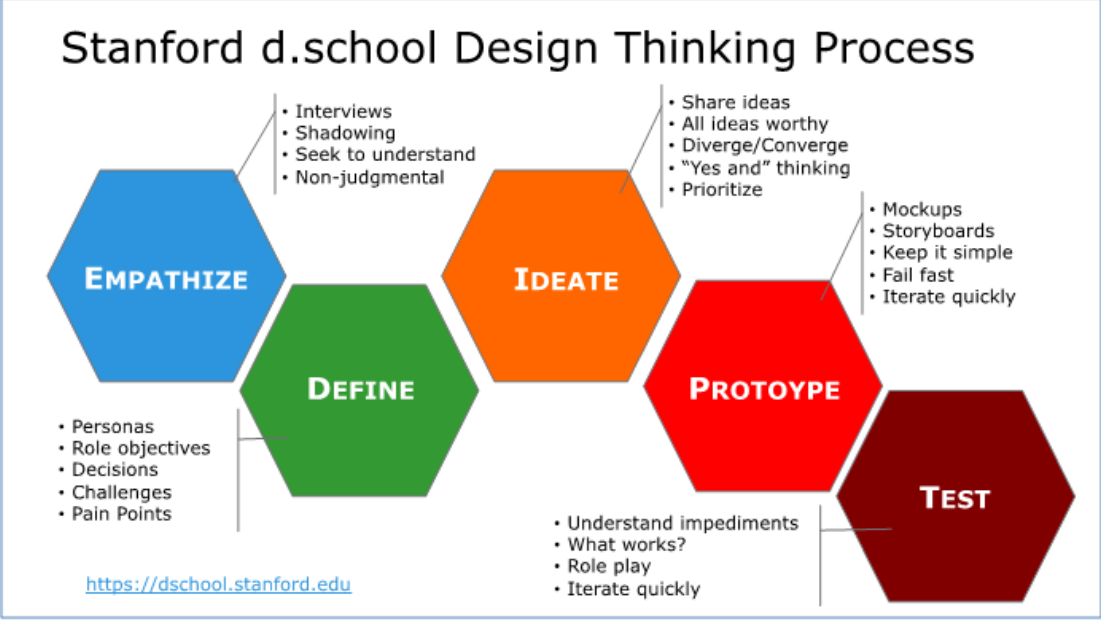 Stanford d.school Design Thinking Process
• Interviews
• Shadowing
• Seek to understand
• Non-judgmental
• Share ideas
• All ideas worthy
• Diverge/Converge
• “Yes and” thinking
• Prioritize
• Mockups
• Storyboards
• Keep it simple
• Fail fast
• Iterate quickly
EMPATHIZE
IDEATE
DEFINE
PROTOYPE
TEST
• Personas
• Role objectives
• Decisions
• Challenges
• Pain Points
• Understand impediments
• What works?
• Role play
• Iterate quickly
https://dschool.stanford.edu